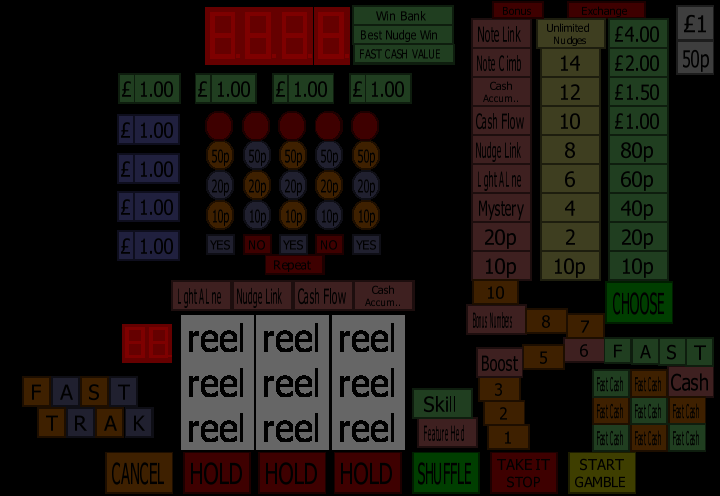 Win Bank
Best Nudge Win
FAST CASH VALUE
Bonus
Exchange
Note Link
Unlimited
Nudges
£4.00
£1
Note Climb
14
£2.00
50p
Cash
Accum..
12
£1.50
Cash Flow
10
£1.00
Nudge Link
8
80p
LghtALne
6
60p
Mystery
4
40p
20p
2
20p
10p
10p
10p
£ 1.00
£ 1.00
£ 1.00
£ 1.00
£ 1.00
£ 1.00
£ 1.00
£ 1.00
50p 50p 50p 50p 50p
20p 20p 20p 20p 20p
10p 10p 10p 10p 10p
YES NO YES NO YES
Repeat
LghtALne
Nudge Link
Cash Flow
Cash
Accum..
reel reel reel
reel reel reel
reel reel reel
10
Bonus Numbers
8
7
6
5
Boost
3
2
1
CHOOSE
F A S T
Fast Cash Fast Cash Cash
Fast Cash Fast Cash Fast Cash
Fast Cash Fast Cash Fast Cash
F A S T
T R A K
Skill
Feature Held
CANCEL
HOLD
HOLD
HOLD
SHUFFLE
TAKE IT
STOP
START
GAMBLE